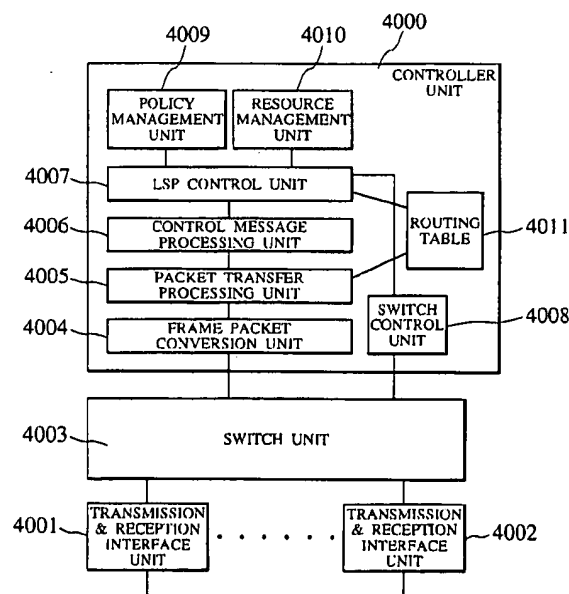 4009
4010
4000
CONTROLLER
UNIT
POLICY
MANAGEMENT
UNIT
RESOURCE
MANAGEMENT
UNIT
4007
LSP CONTROL UNIT
4006
CONTROL MESSAGE
PROCESSING UNIT
ROUTING
TABLE
4011
4005
PACKET TRANSFER
PROCESSING UNIT
4004
FRAME PACKET
CONVERSION UNIT
SWITCH
CONTROL
UNIT
4008
4003
SWITCH UNIT
4001
TRANSMISSION
& RECEPTION
INTERFACE
UNIT
TRANSMISSION
& RECEPTION
INTERFACE
UNIT
4002